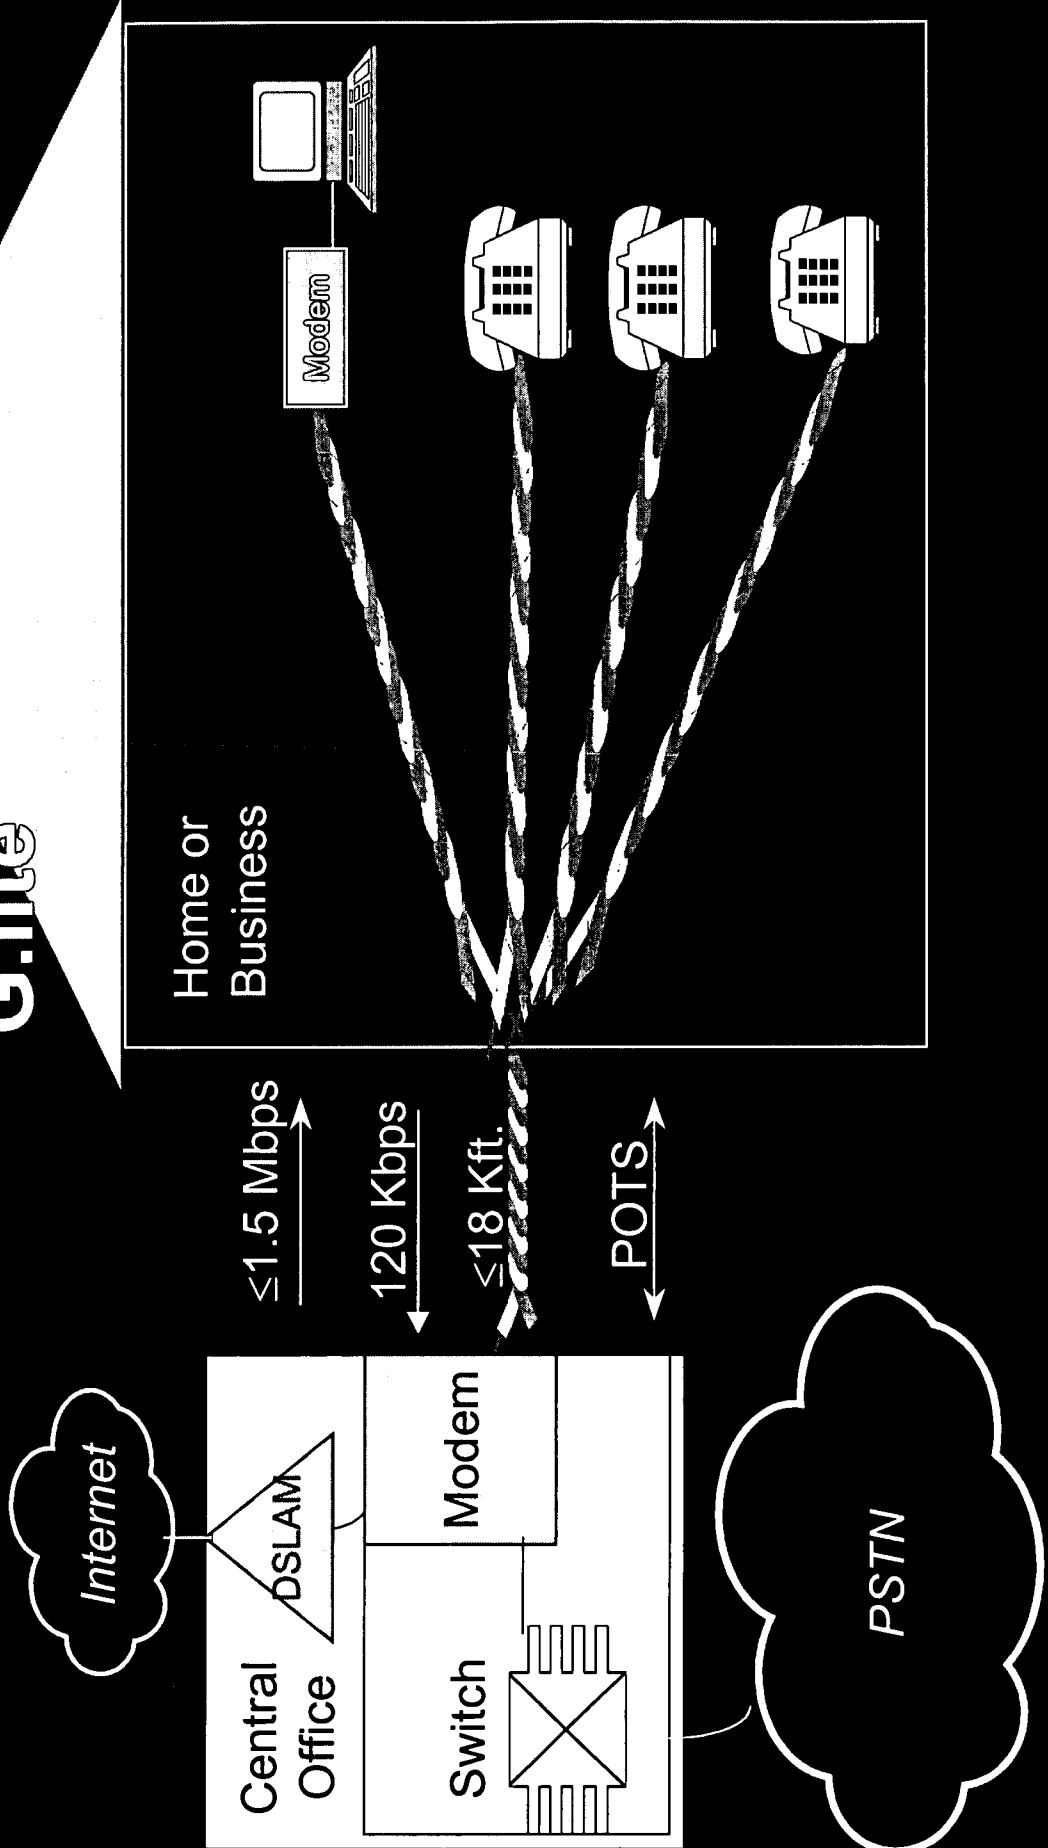 G.lite
Internet
Central
Office
DSLAM
Switch
Modem
PSTN
≤1.5 Mbps
120 Kbps
≤18 Kft.
POTS
Home or
Business
Modem